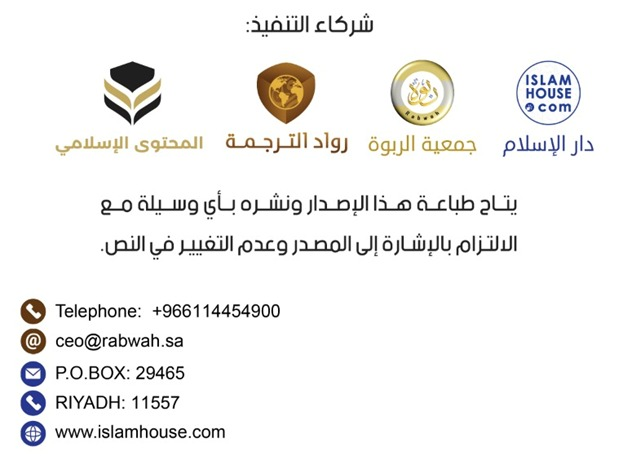 شركاء التنفيذ:
ISLAM
HOUSE
com
ربوة
Rabwah
دار الإسلام
جمعية الربوة
رواد الترجمة
المحتوى الإسلامي
يتاح طباعة هذا الإصدار ونشره بأي وسيلة مع
الالتزام بالإشارة إلى المصدر وعدم التغيير في النص.
Telephone: +966114454900
ceo@rabwah.sa
P.O.BOX: 29465
RIYADH: 11557
www.islamhouse.com